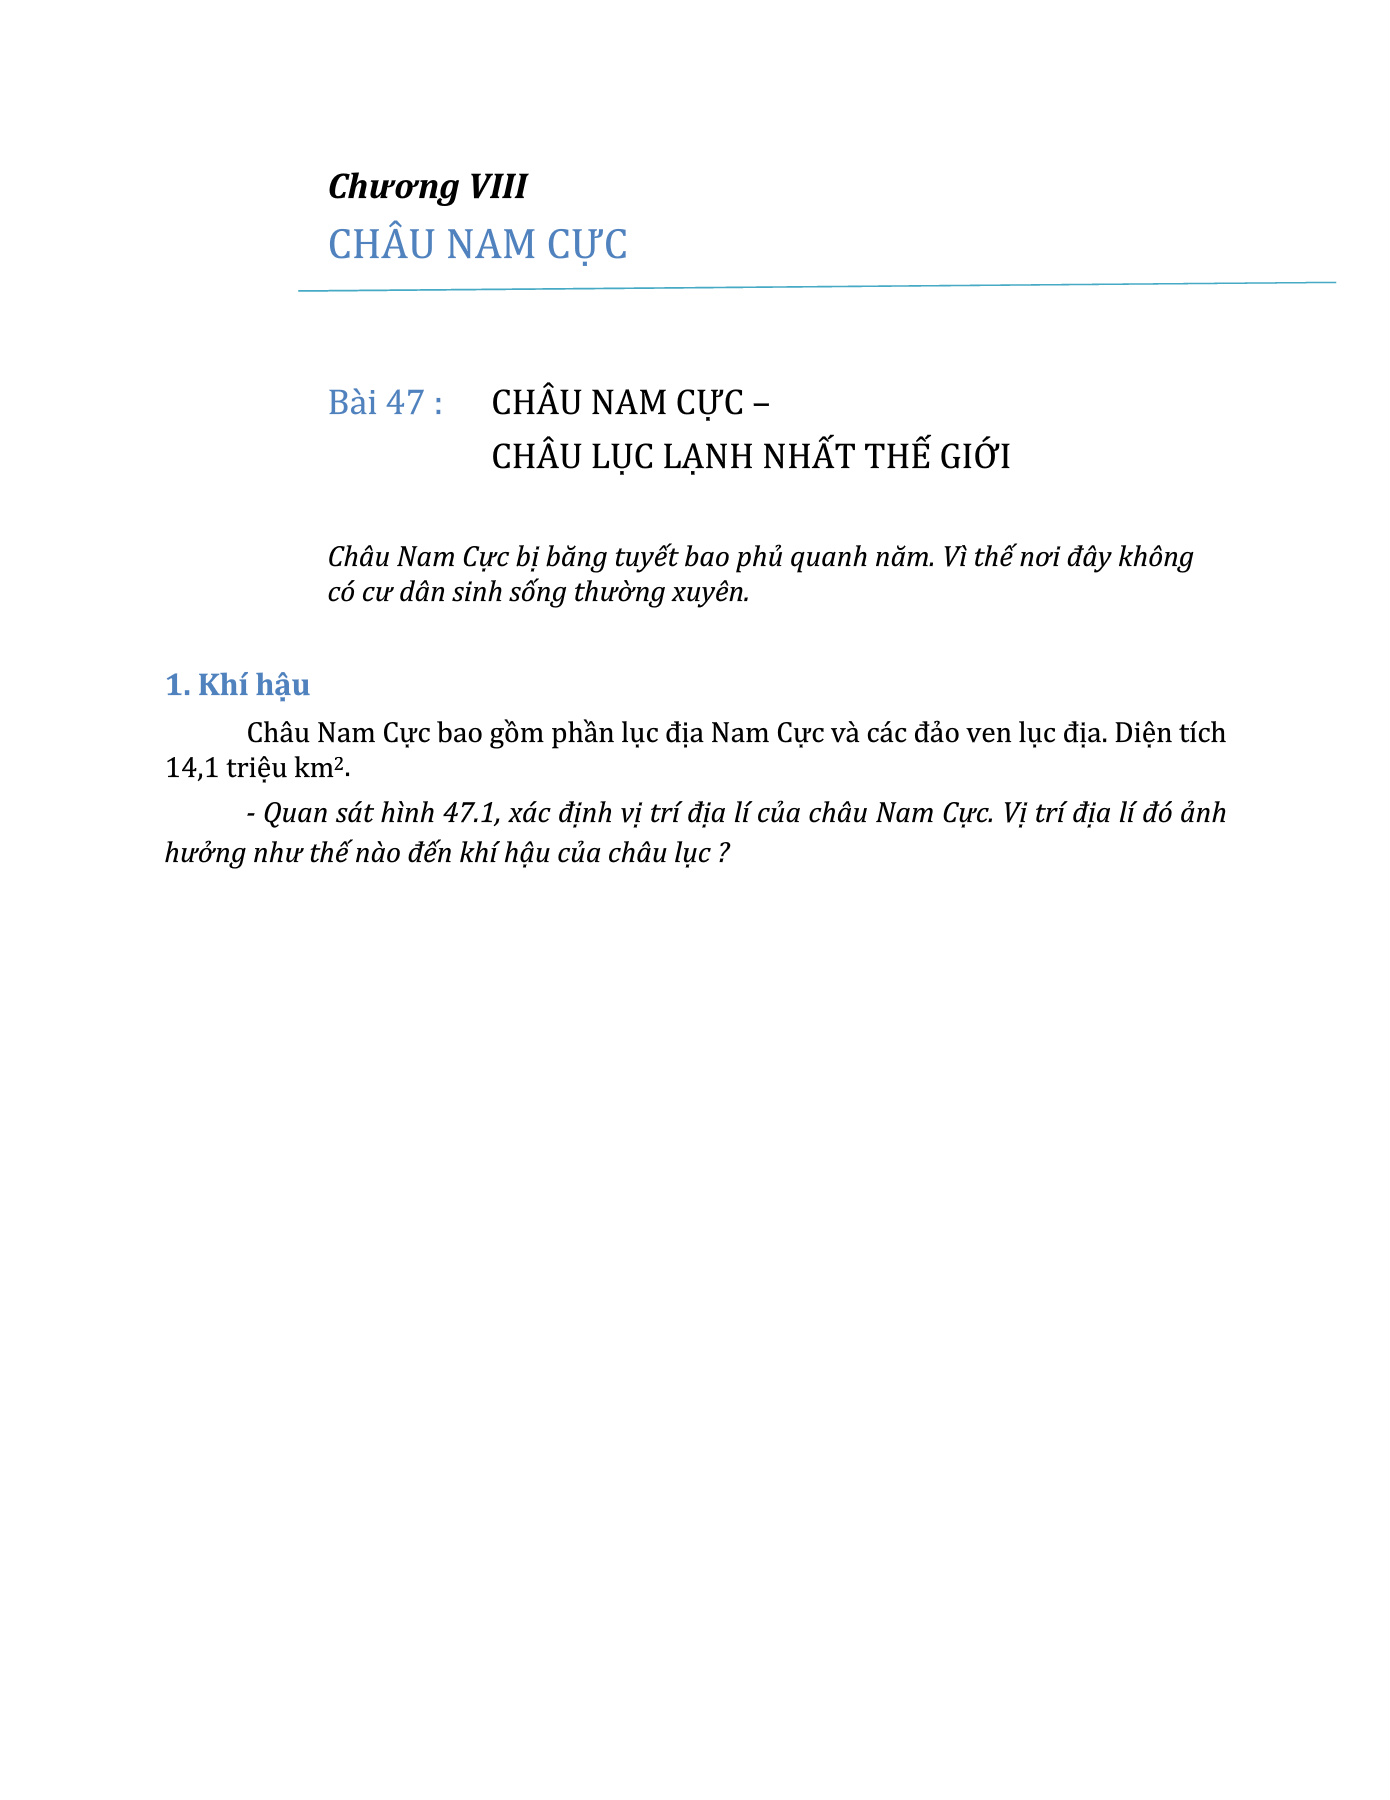 Chương VIII
CHÂU NAM CỰC
Bài 47 : CHÂU NAM CỰC –
CHÂU LỤC LẠNH NHẤT THẾ GIỚI
Châu Nam Cực bị băng tuyết bao phủ quanh năm. Vì thế nơi đây không
có cư dân sinh sống thường xuyên.
1. Khí hậu
Châu Nam Cực bao gồm phần lục địa Nam Cực và các đảo ven lục địa. Diện tích
14,1 triệu km².
- Quan sát hình 47.1, xác định vị trí địa lí của châu Nam Cực. Vị trí địa lí đó ảnh
hưởng như thế nào đến khí hậu của châu lục ?